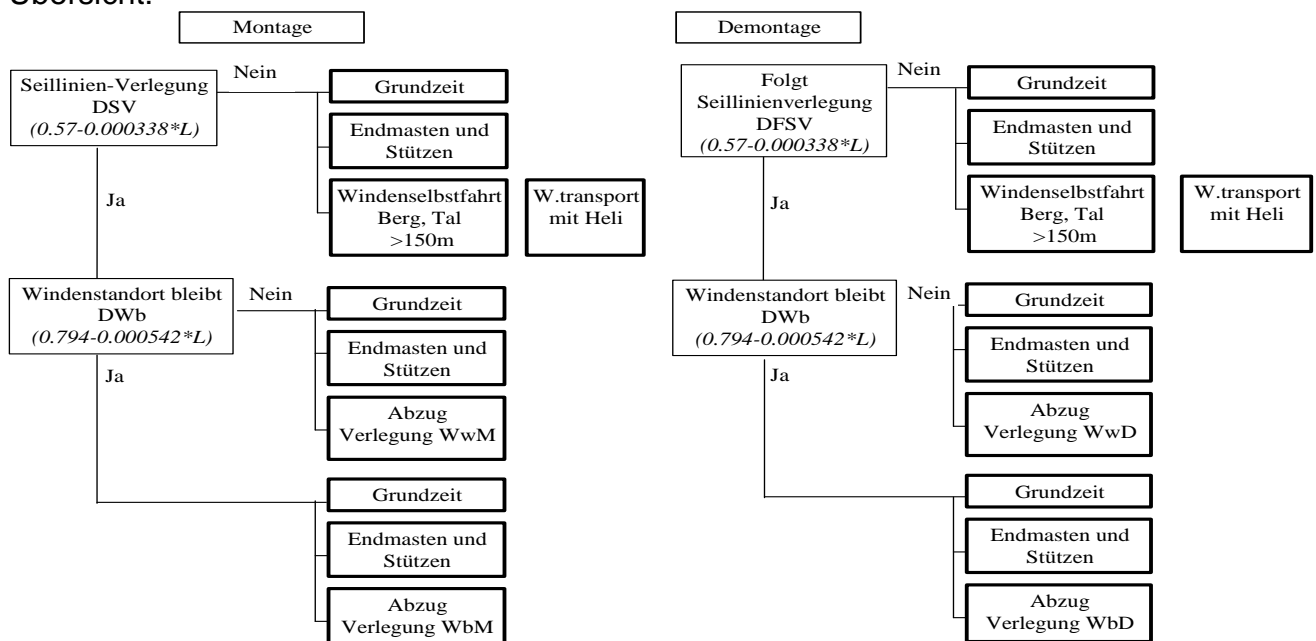 Übersicht:
Montage
Seillinien-Verlegung
DSV
(0.57-0.000338*L)
Nein
Grundzeit
Endmasten und
Stützen
Windenselbstfahrt
Berg, Tal
>150m
W.transport
mit Heli
Ja
Windenstandort bleibt
DWb
(0.794-0.000542*L)
Nein
Grundzeit
Endmasten und
Stützen
Abzug
Verlegung WwM
Ja
Grundzeit
Endmasten und
Stützen
Abzug
Verlegung WbM
Demontage
Folgt
Seillinienverlegung
DFSV
(0.57-0.000338*L)
Nein
Grundzeit
Endmasten und
Stützen
Windenselbstfahrt
Berg, Tal
>150m
W.transport
mit Heli
Ja
Windenstandort bleibt
DWb
(0.794-0.000542*L)
Nein
Grundzeit
Endmasten und
Stützen
Abzug
Verlegung WwD
Ja
Grundzeit
Endmasten und
Stützen
Abzug
Verlegung WbD